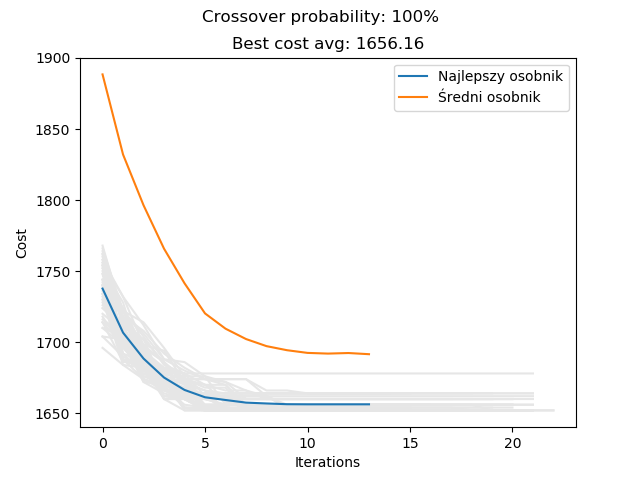 Crossover probability: 100%
Best cost avg: 1656.16
1900
1850
1800
1750
1700
1650
Cost
Najlepszy osobnik
Średni osobnik
0 5 10 15 20
Iterations